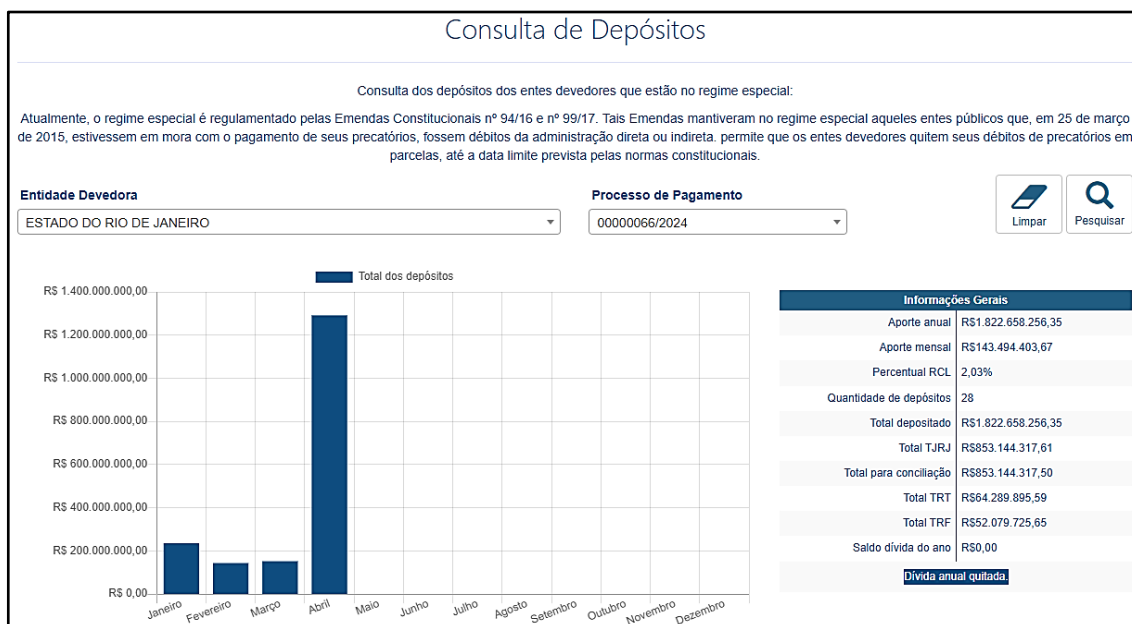 Consulta de Depósitos
Consulta dos depósitos dos entes devedores que estão no regime especial:
Atualmente, o regime especial é regulamentado pelas Emendas Constitucionais nº 94/16 e nº 99/17. Tais Emendas mantiveram no regime especial aqueles entes públicos que, em 25 de março
de 2015, estivessem em mora com o pagamento de seus precatórios, fossem débitos da administração direta ou indireta. permite que os entes devedores quitem seus débitos de precatórios em
parcelas, até a data limite prevista pelas normas constitucionais.
Entidade Devedora
ESTADO DO RIO DE JANEIRO
Processo de Pagamento
00000066/2024
Limpar
Pesquisar
Total dos depósitos
R$ 1.400.000.000,00
R$ 1.200.000.000,00
R$ 1.000.000.000,00
R$ 800.000.000,00
R$ 600.000.000,00
R$ 400.000.000,00
R$ 200.000.000,00
R$ 0,00
Janeiro
Fevereiro
Março
Abril
Maio
Junho
Julho
Agosto
Setembro
Outubro
Novembro
Dezembro
Informações Gerais
Aporte anual R$1.822.658.256,35
Aporte mensal R$143.494.403,67
Percentual RCL 2,03%
Quantidade de depósitos 28
Total depositado R$1.822.658.256,35
Total TJRJ R$853.144.317,61
Total para conciliação R$853.144.317,50
Total TRT R$64.289.895,59
Total TRF R$52.079.725,65
Saldo dívida do ano R$0,00
Dívida anual quitada.